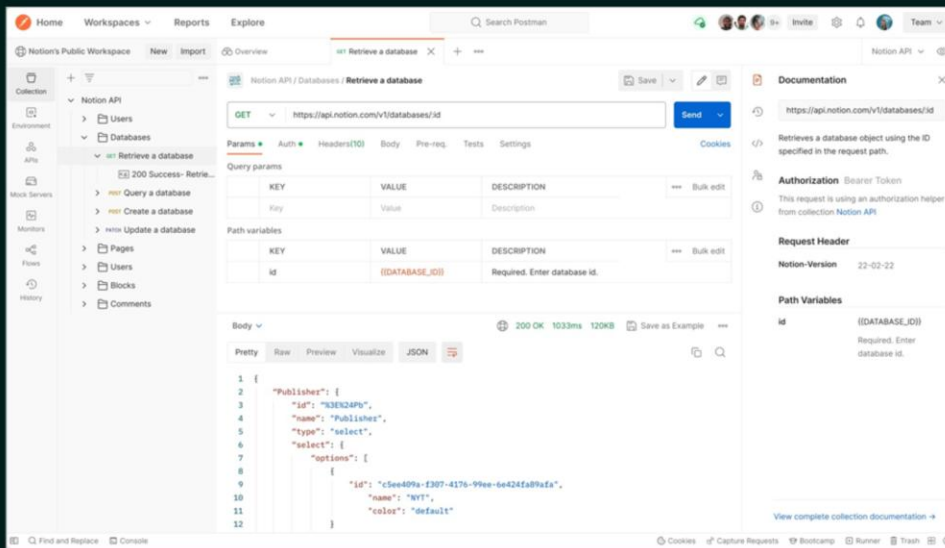 Home Workspaces Reports Explore Search Postman 9+ Invite Team
Notion's Public Workspace New Import Overview GET Retrieve a database Notion API
Collection
Environment
APIs
Mock Servers
Monitors
Flows
History
Notion API
Users
Databases
GET Retrieve a database
200 Success- Retrie...
POST Query a database
POST Create a database
PATCH Update a database
Pages
Users
Blocks
Comments
Notion API / Databases / Retrieve a database Save
GET https://api.notion.com/v1/databases/:id Send
Params Auth Headers(10) Body Pre-req. Tests Settings Cookies
Query params
KEY VALUE DESCRIPTION Bulk edit
Key Value Description
Path variables
KEY VALUE DESCRIPTION Bulk edit
id {{DATABASE_ID}} Required. Enter database id.
Body 200 OK 1033ms 120KB Save as Example
Pretty Raw Preview Visualize JSON
1 {
2 "Publisher": {
3 "id": "%3E%24Pb",
4 "name": "Publisher",
5 "type": "select",
6 "select": {
7 "options": [
8 {
9 "id": "c5ee409a-f307-4176-99ee-6e424fa89afa",
10 "name": "NYT",
11 "color": "default"
12 }
Documentation
https://api.notion.com/v1/databases/:id
Retrieves a database object using the ID
specified in the request path.
Authorization Bearer Token
This request is using an authorization helper
from collection Notion API
Request Header
Notion-Version 22-02-22
Path Variables
id {{DATABASE_ID}}
Required. Enter
database id.
View complete collection documentation →
Find and Replace Console Cookies Capture Requests Bootcamp Runner Trash